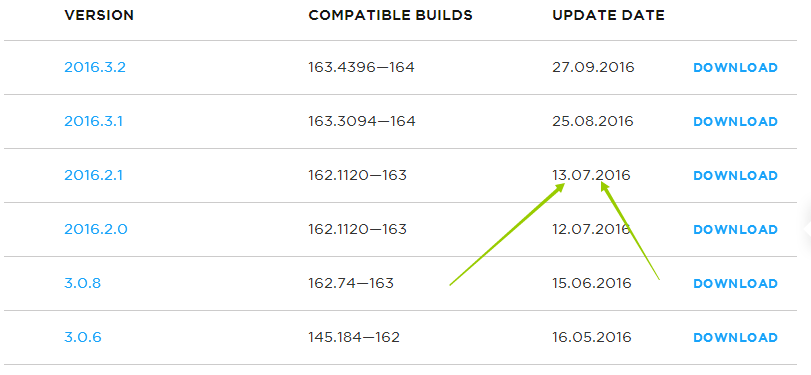 VERSION COMPATIBLE BUILDS UPDATE DATE
2016.3.2 163.4396—164 27.09.2016 DOWNLOAD
2016.3.1 163.3094—164 25.08.2016 DOWNLOAD
2016.2.1 162.1120—163 13.07.2016 DOWNLOAD
2016.2.0 162.1120—163 12.07.2016 DOWNLOAD
3.0.8 162.74—163 15.06.2016 DOWNLOAD
3.0.6 145.184—162 16.05.2016 DOWNLOAD